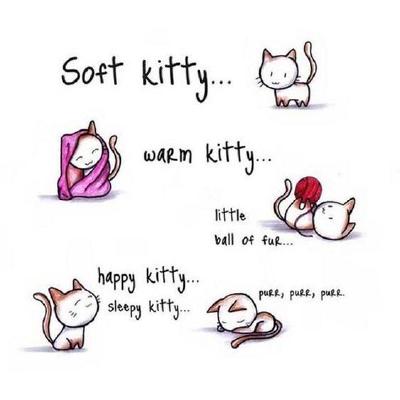 Soft kitty...
warm kitty...
little
ball of fur...
happy kitty...
sleepy kitty...
purr, purr, purr.